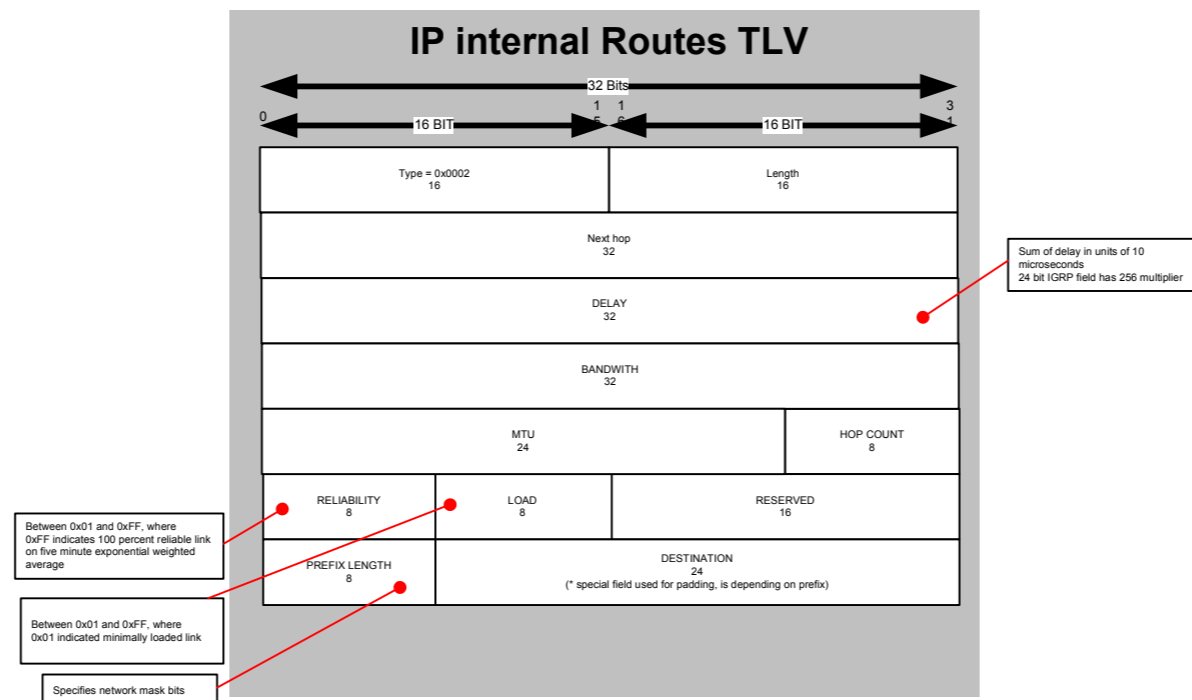 IP internal Routes TLV
32 Bits
0
1
5
1
6
3
1
16 BIT
16 BIT
Type = 0x0002
16
Length
16
Next hop
32
DELAY
32
Sum of delay in units of 10
microseconds
24 bit IGRP field has 256 multiplier
BANDWITH
32
MTU
24
HOP COUNT
8
RELIABILITY
8
LOAD
8
RESERVED
16
Between 0x01 and 0xFF, where
0xFF indicates 100 percent reliable link
on five minute exponential weighted
average
PREFIX LENGTH
8
DESTINATION
24
(* special field used for padding, is depending on prefix)
Between 0x01 and 0xFF, where
0x01 indicated minimally loaded link
Specifies network mask bits